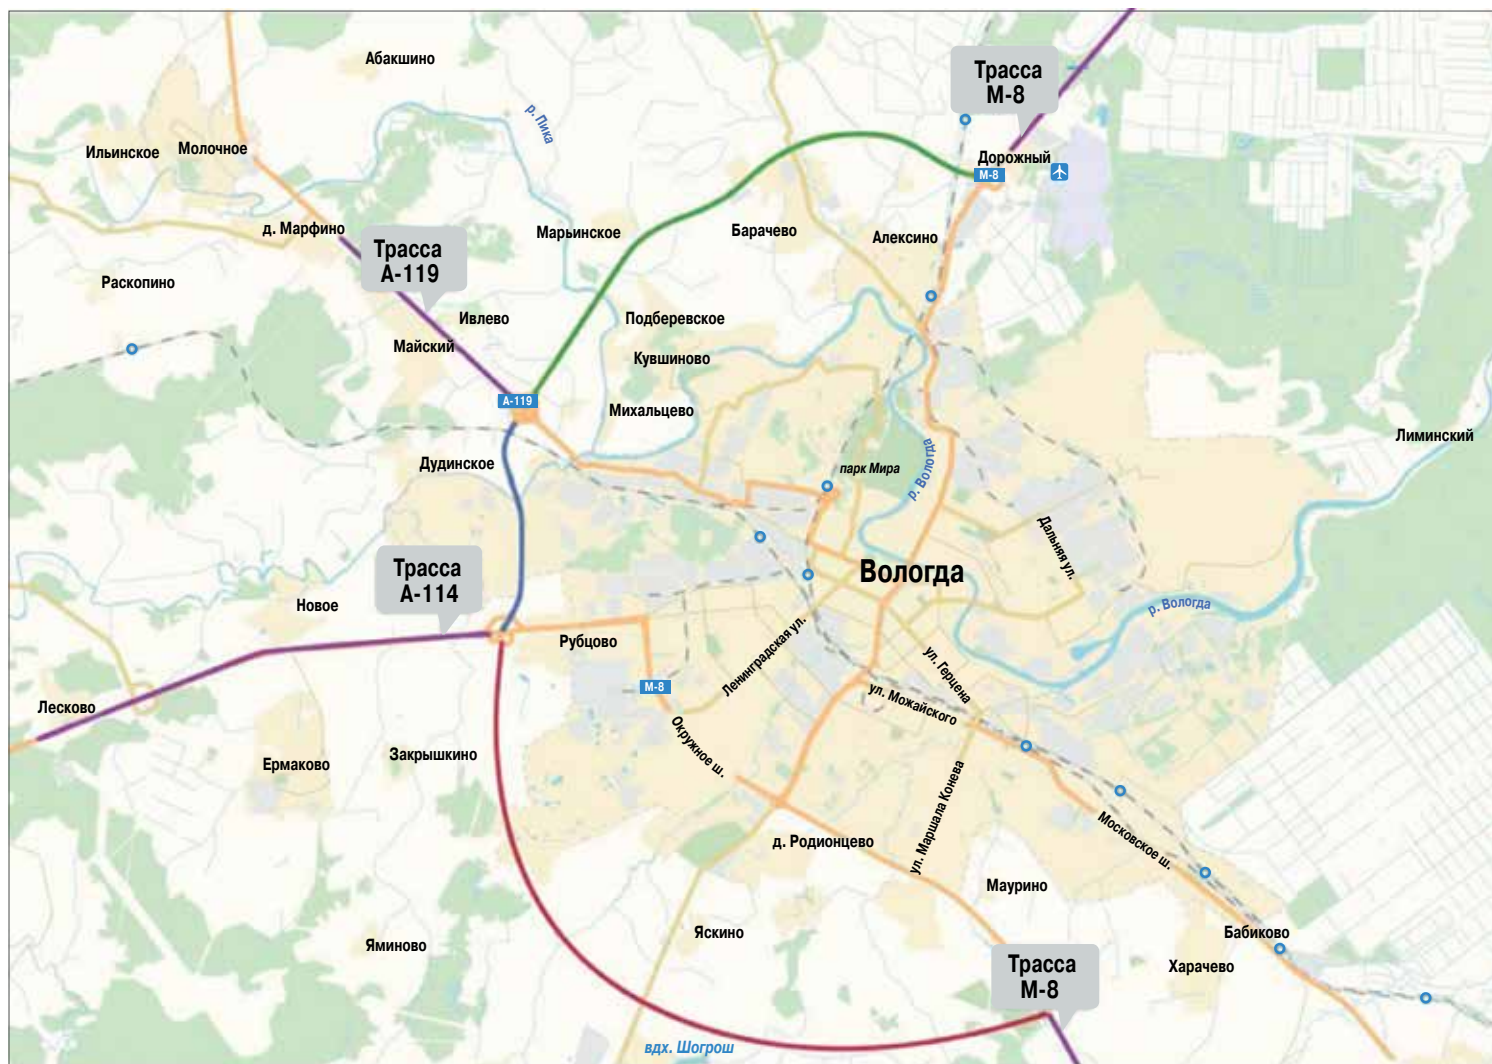 Абакшино
Трасса
М-8
р. Пика
Ильинское
Молочное
Дорожный
М-8
д. Марфино
Марьинское
Барачево
Алексино
Трасса
А-119
Раскопино
Ивлево
Подберевское
Майский
Кувшиново
А-119
Михальцево
Лиминский
Дудинское
парк Мира
р. Вологда
Дальняя ул.
Трасса
А-114
Вологда
Новое
р. Вологда
Рубцово
Ленинградская ул.
ул. Герцена
М-8
ул. Можайского
Лесково
Окружное ш.
Закрышкино
Ермаково
ул. Маршала Конева
Московское ш.
д. Родионцево
Маурино
Яскино
Бабиково
Яминово
Харачево
Трасса
М-8
вдх. Шогрош